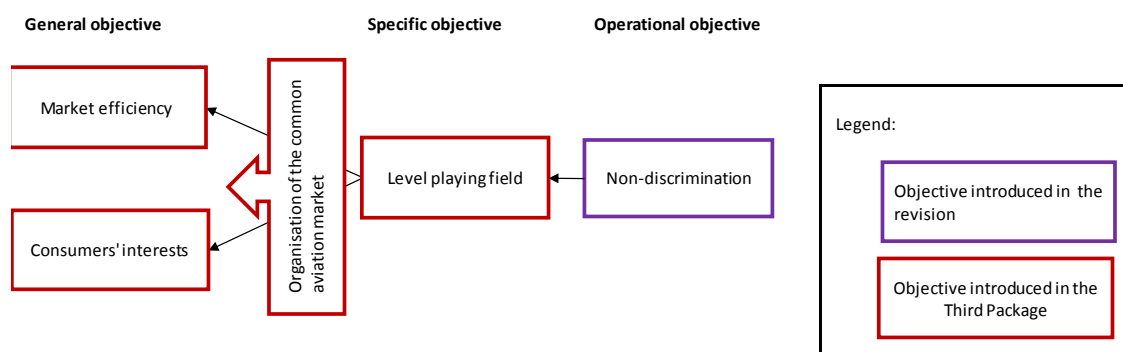 General objective
Specific objective
Operational objective
Market efficiency
Consumers' interests
Organisation of the common
aviation market
Level playing field
Non-discrimination
Legend:
Objective introduced in the
revision
Objective introduced in the
Third Package